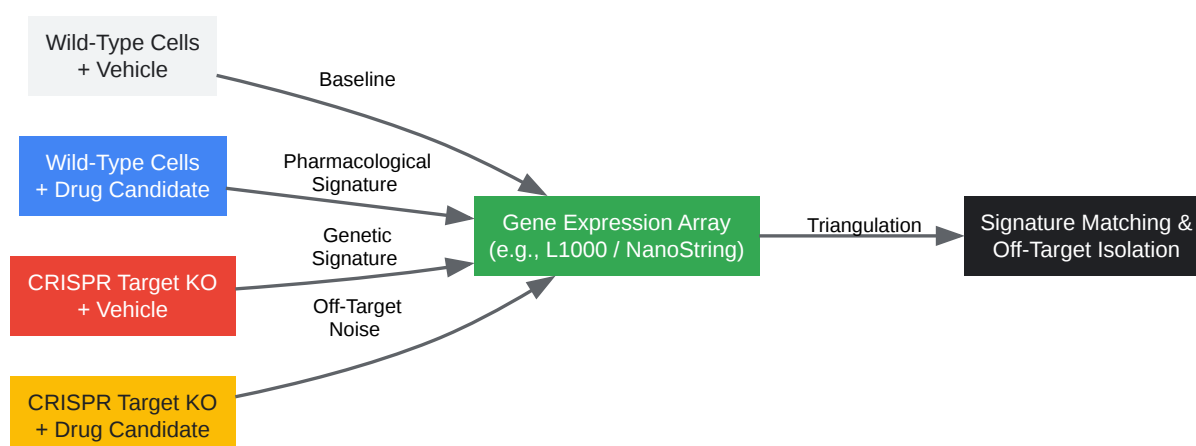 Wild-Type Cells
+ Vehicle
Baseline
Wild-Type Cells
+ Drug Candidate
Pharmacological
Signature
CRISPR Target KO
+ Vehicle
Genetic
Signature
CRISPR Target KO
+ Drug Candidate
Off-Target
Noise
Gene Expression Array
(e.g., L1000 / NanoString)
Triangulation
Signature Matching &
Off-Target Isolation